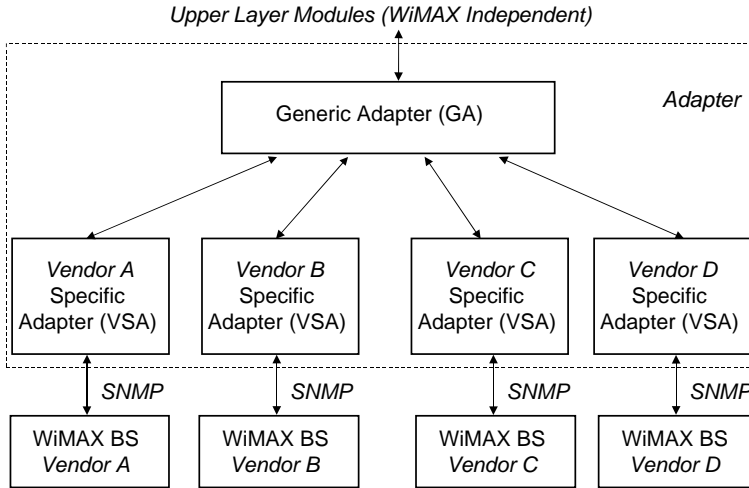 Upper Layer Modules (WiMAX Independent)
Adapter
Generic Adapter (GA)
Vendor A
Specific
Adapter (VSA)
Vendor B
Specific
Adapter (VSA)
Vendor C
Specific
Adapter (VSA)
Vendor D
Specific
Adapter (VSA)
SNMP
SNMP
SNMP
SNMP
WiMAX BS
Vendor A
WiMAX BS
Vendor B
WiMAX BS
Vendor C
WiMAX BS
Vendor D